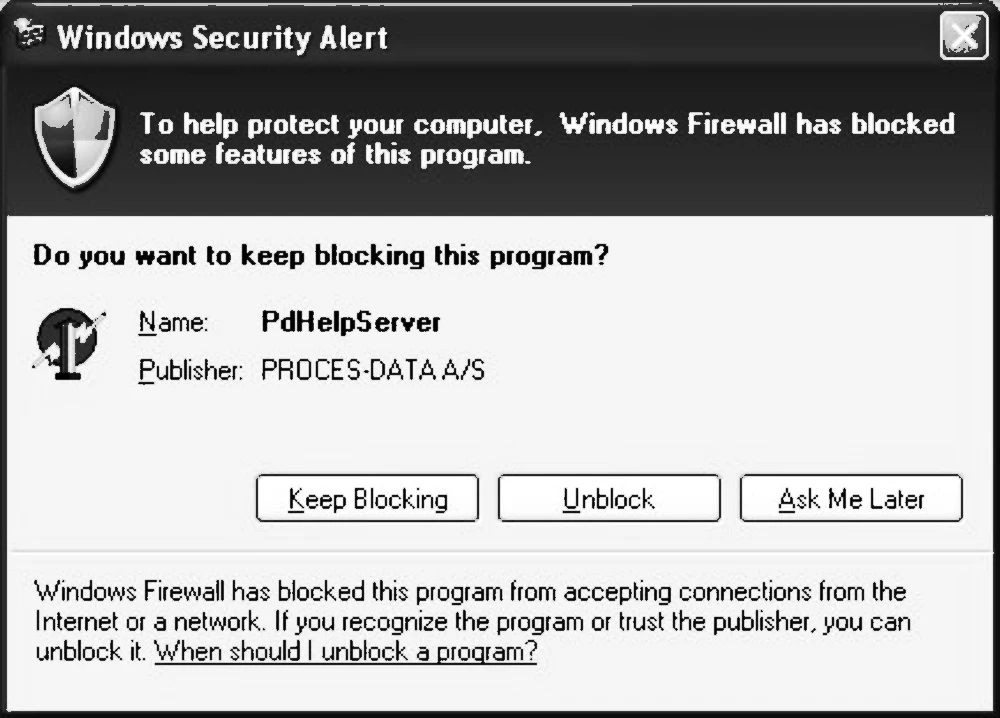 Windows Security Alert
To help protect your computer, Windows Firewall has blocked
some features of this program.
Do you want to keep blocking this program?
Name: PdHelpServer
Publisher: PROCES-DATA A/S
Keep Blocking Unblock Ask Me Later
Windows Firewall has blocked this program from accepting connections from the
Internet or a network. If you recognize the program or trust the publisher, you can
unblock it. When should I unblock a program?